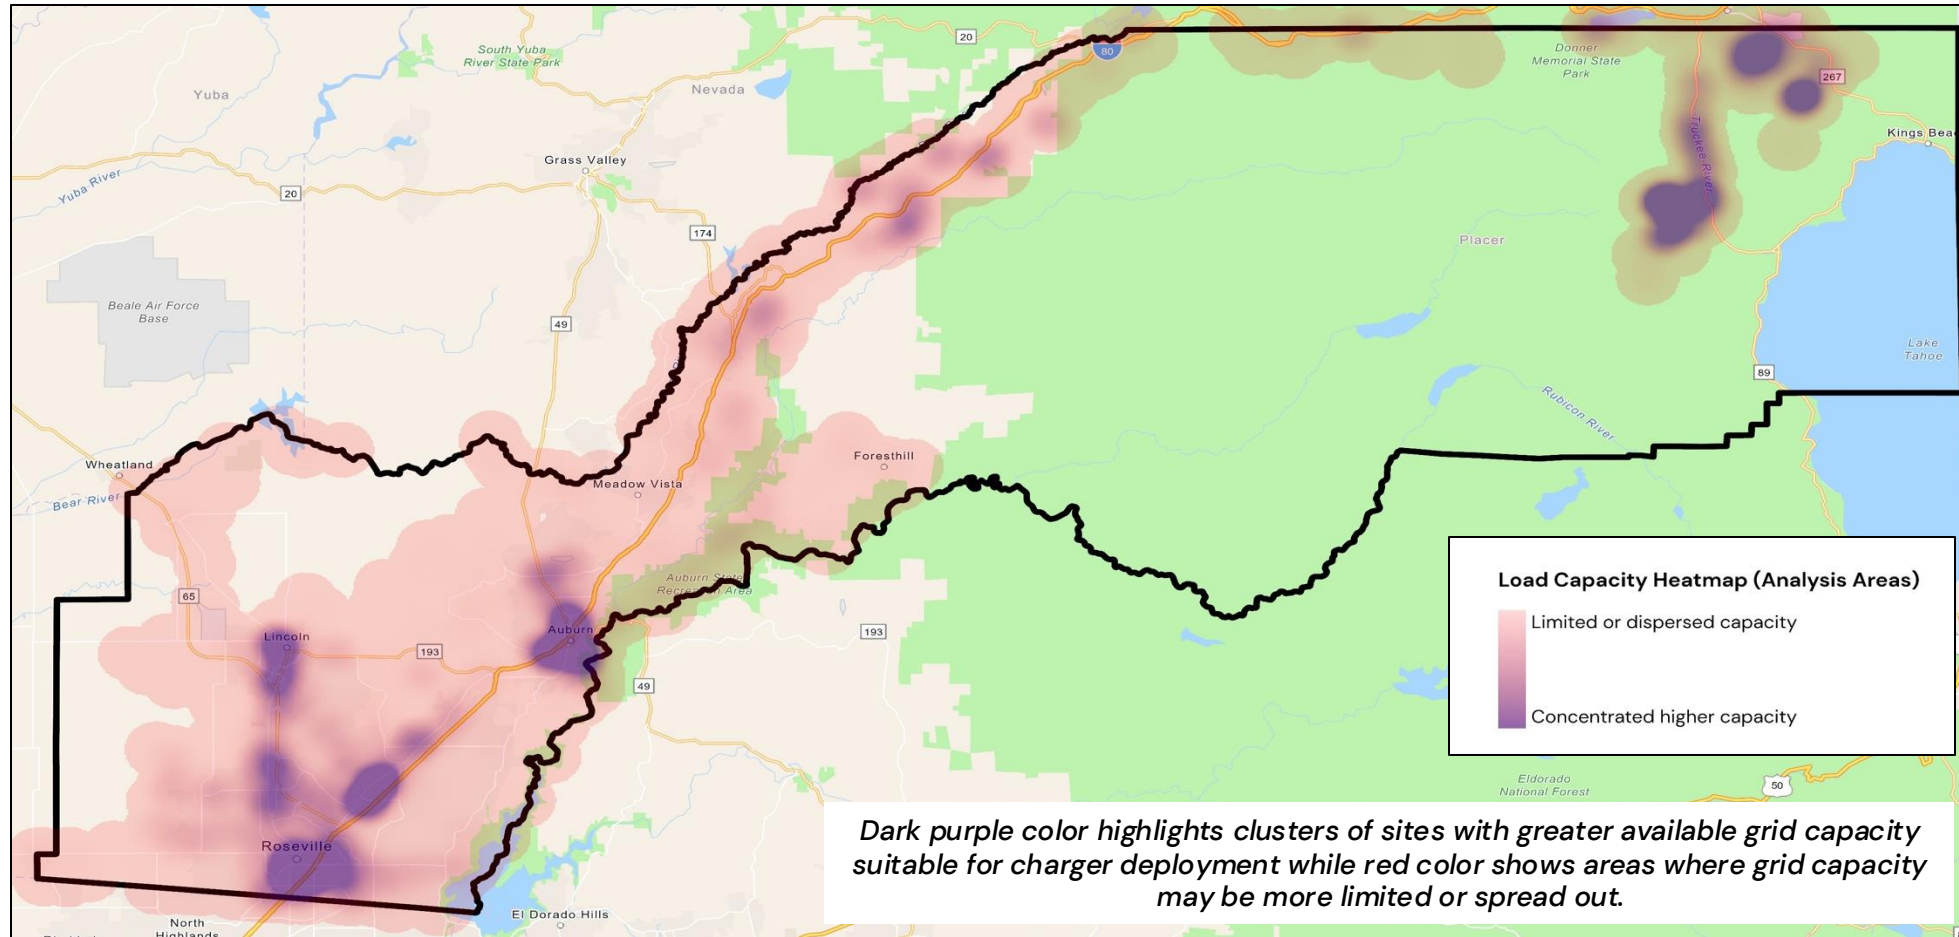 20
80
South Yuba
River State Park
Donner
Memorial State
Park
267
Yuba
Nevada
Kings Bea
Truckee River
Grass Valley
Yuba River
20
174
Placer
Beale Air Force
Base
49
Lake
Tahoe
89
Rubicon River
Foresthill
Wheatland
Meadow Vista
Bear River
Auburn State
Recreation Area
65
Lincoln
Auburn
193
193
49
Load Capacity Heatmap (Analysis Areas)
Limited or dispersed capacity
Concentrated higher capacity
Eldorado
National Forest
50
Roseville
El Dorado Hills
North
Highlands
Dark purple color highlights clusters of sites with greater available grid capacity
suitable for charger deployment while red color shows areas where grid capacity
may be more limited or spread out.